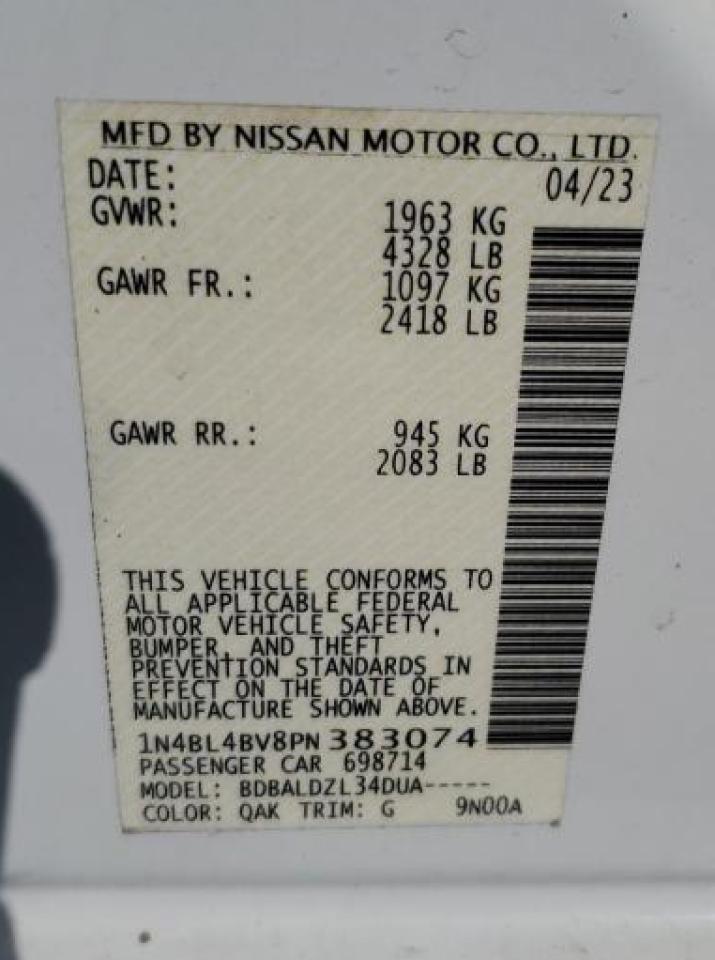 MFD BY NISSAN MOTOR CO., LTD.
DATE: 04/23
GVWR: 1963 KG
4328 LB
GAWR FR.: 1097 KG
2418 LB
GAWR RR.: 945 KG
2083 LB
THIS VEHICLE CONFORMS TO
ALL APPLICABLE FEDERAL
MOTOR VEHICLE SAFETY,
BUMPER, AND THEFT
PREVENTION STANDARDS IN
EFFECT ON THE DATE OF
MANUFACTURE SHOWN ABOVE.
1N4BL4BV8PN383074
PASSENGER CAR 698714
MODEL: BDBALDZL34DUA-----
COLOR: QAK TRIM: G 9N00A